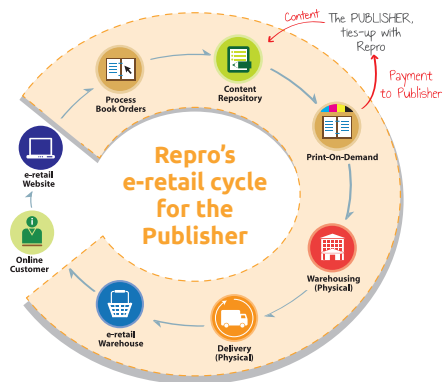 Content
The PUBLISHER,
ties-up with
Repro
Payment
to Publisher
Process
Book Orders
Content
Repository
Print-On-Demand
e-retail
Website
Repro's
e-retail cycle
for the
Publisher
Online
Customer
Warehousing
(Physical)
e-retail
Warehouse
Delivery
(Physical)